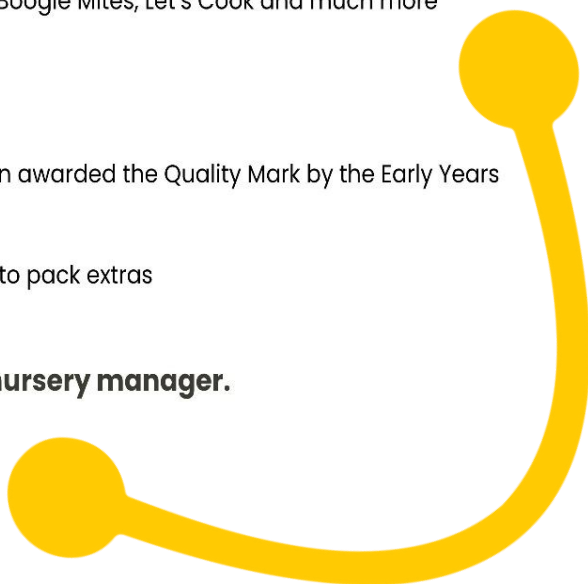 Boogie Mites, Let's Cook and much more
awarded the Quality Mark by the Early Years
to pack extras
nursery manager.